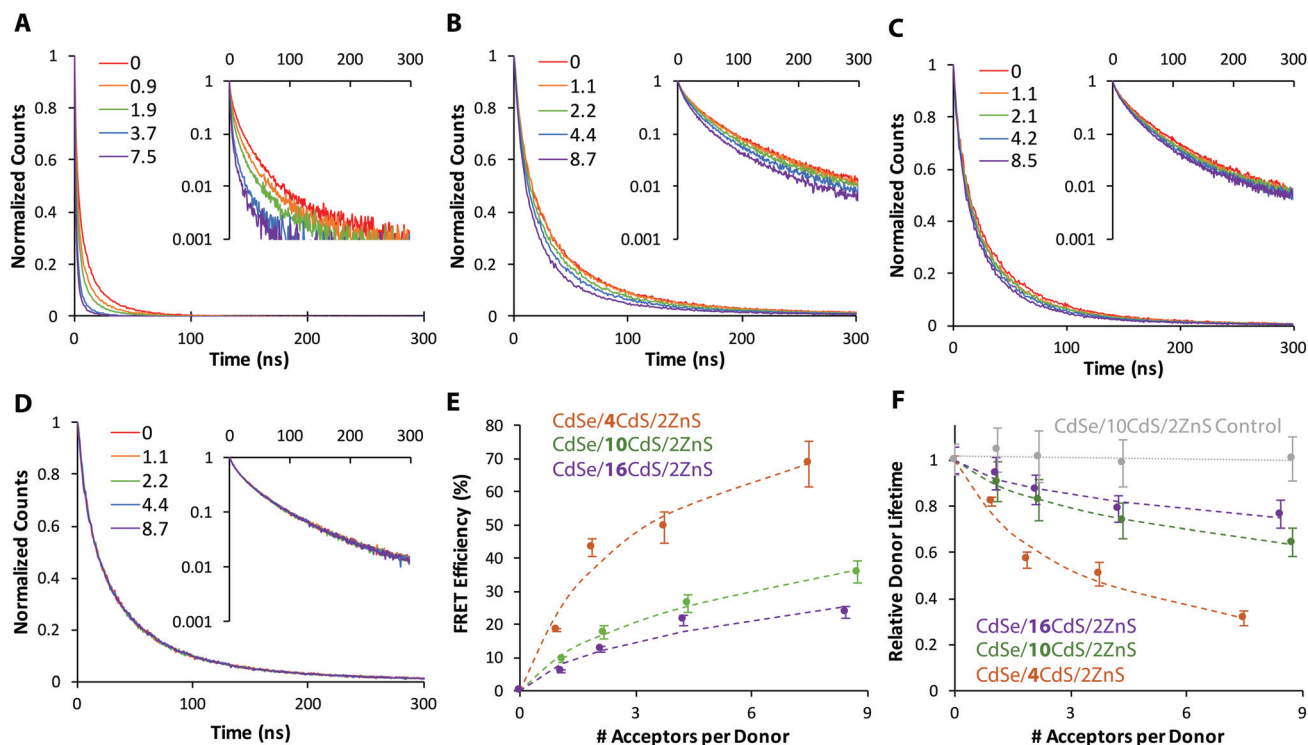 A
0 100 200 300
1
0.1
0.01
0.001
0
0.9
1.9
3.7
7.5
Normalized Counts
1
0.8
0.6
0.4
0.2
0
0 100 200 300
Time (ns)
B
0 100 200 300
1
0.1
0.01
0.001
0
1.1
2.2
4.4
8.7
Normalized Counts
1
0.8
0.6
0.4
0.2
0
0 100 200 300
Time (ns)
C
0 100 200 300
1
0.1
0.01
0.001
0
1.1
2.1
4.2
8.5
Normalized Counts
1
0.8
0.6
0.4
0.2
0
0 100 200 300
Time (ns)
D
0 100 200 300
1
0.1
0.01
0.001
0
1.1
2.2
4.4
8.7
Normalized Counts
1
0.8
0.6
0.4
0.2
0
0 100 200 300
Time (ns)
E
CdSe/4CdS/2ZnS
CdSe/10CdS/2ZnS
CdSe/16CdS/2ZnS
FRET Efficiency (%)
80
70
60
50
40
30
20
10
0
0 3 6 9
# Acceptors per Donor
F
CdSe/10CdS/2ZnS Control
Relative Donor Lifetime
1
0.8
0.6
0.4
0.2
0
CdSe/16CdS/2ZnS
CdSe/10CdS/2ZnS
CdSe/4CdS/2ZnS
0 3 6 9
# Acceptors per Donor